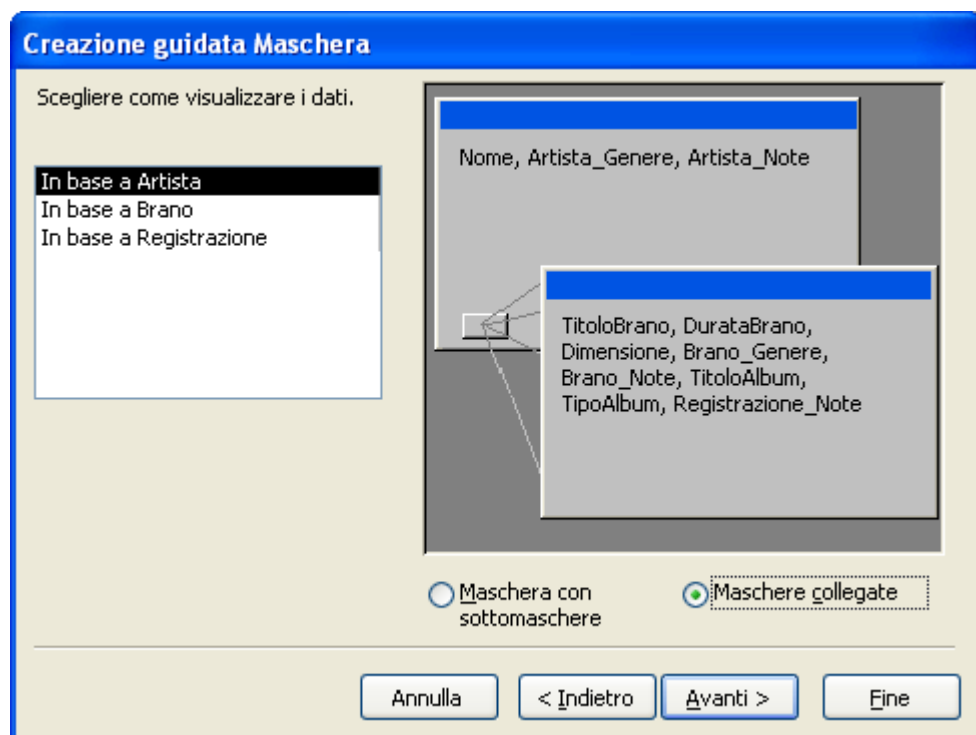 Creazione guidata Maschera
Scegliere come visualizzare i dati.
In base a Artista
In base a Brano
In base a Registrazione
Nome, Artista_Genere, Artista_Note
TitoloBrano, DurataBrano,
Dimensione, Brano_Genere,
Brano_Note, TitoloAlbum,
TipoAlbum, Registrazione_Note
Maschera con
sottomaschere
Maschere collegate
Annulla
< Indietro
Avanti >
Fine